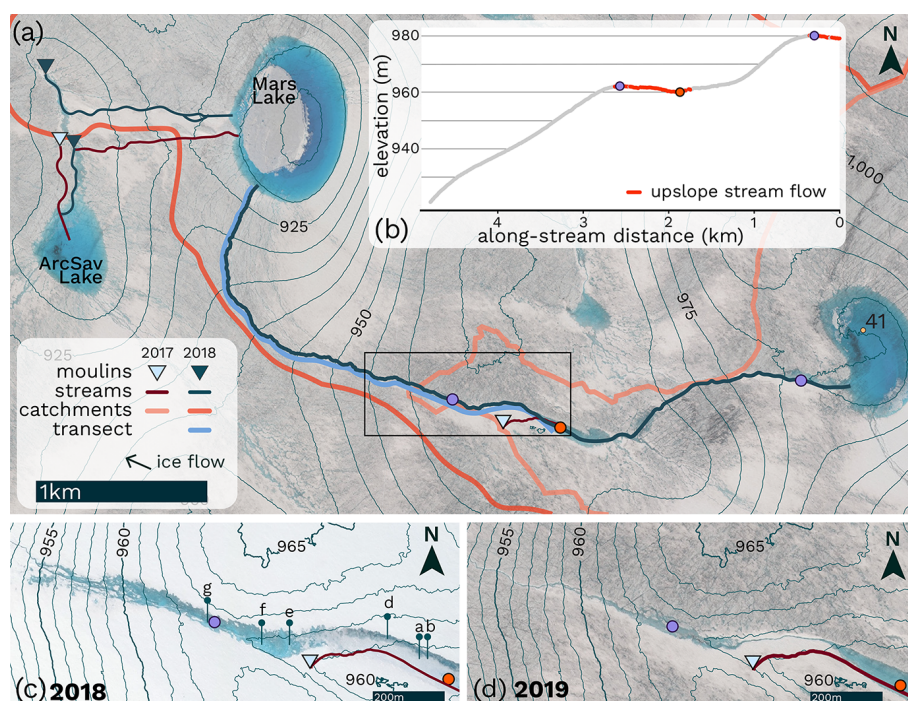 (a)
Mars
Lake
ArcSav
Lake
925
950
975
1,000
41
N
925
2017 2018
moulins
streams
catchments
transect
ice flow
1km
(b)
elevation (m)
980
960
940
upslope stream flow
4 3 2 1 0
along-stream distance (km)
(c) 2018
955
960
965
N
g
f
e
d
a b
960
200m
(d) 2019
955
960
965
N
960
200m